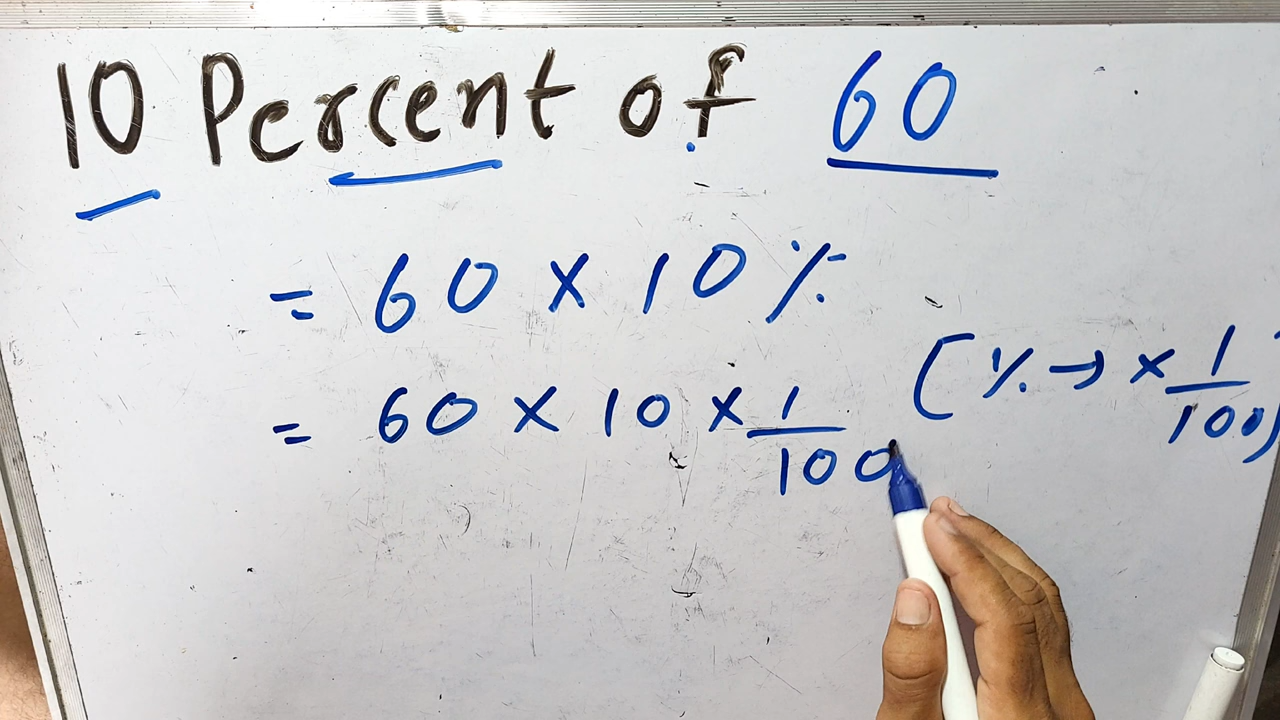 10 Percent of 60
= 60 × 10 %
= 60 × 10 × 1/100
( % → × 1/100 )